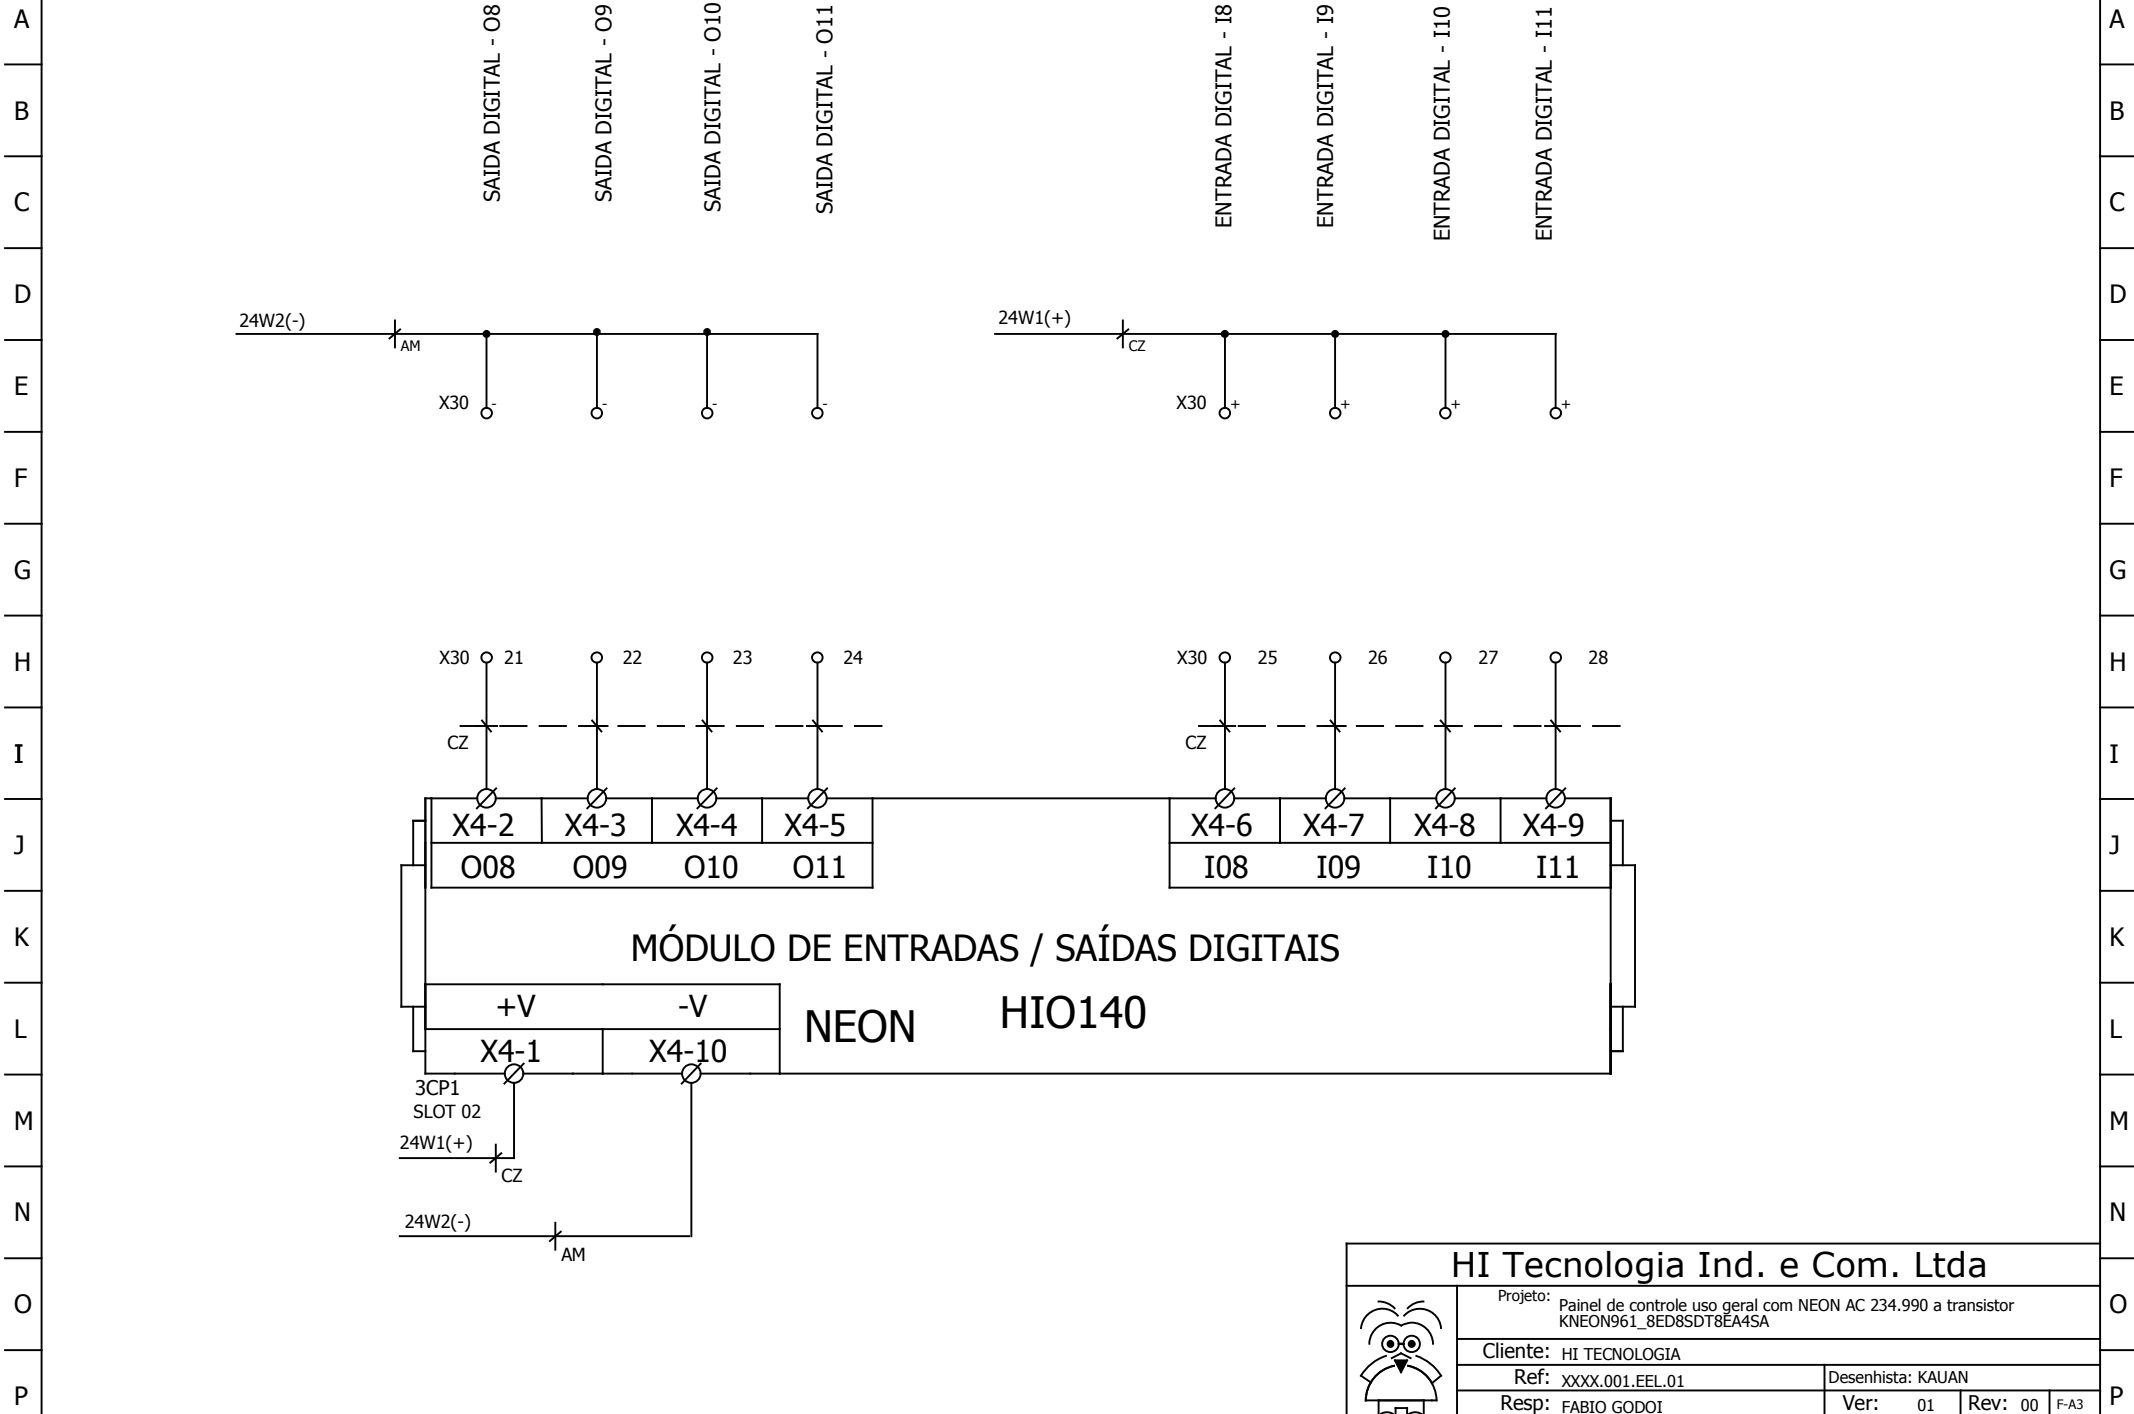 A
SAIDA DIGITAL - O8
SAIDA DIGITAL - O9
SAIDA DIGITAL - O10
SAIDA DIGITAL - O11
ENTRADA DIGITAL - I8
ENTRADA DIGITAL - I9
ENTRADA DIGITAL - I10
ENTRADA DIGITAL - I11
A
B
B
C
C
D
D
24W2(-)
AM
24W1(+)
CZ
E
E
X30 - - - -
X30 + + + +
F
F
G
G
H
H
X30 21 22 23 24
X30 25 26 27 28
CZ
CZ
I
I
X4-2 X4-3 X4-4 X4-5
X4-6 X4-7 X4-8 X4-9
J
J
O08 O09 O10 O11
I08 I09 I10 I11
K
K
MÓDULO DE ENTRADAS / SAÍDAS DIGITAIS
+V -V
NEON HIO140
L
L
X4-1 X4-10
3CP1
SLOT 02
M
M
24W1(+)
CZ
N
N
24W2(-)
AM
HI Tecnologia Ind. e Com. Ltda
O
O
Projeto: Painel de controle uso geral com NEON AC 234.990 a transistor
KNEON961_8ED8SDT8EA4SA
Cliente: HI TECNOLOGIA
Ref: XXXX.001.EEL.01
Desenhista: KAUAN
P
P
Resp: FABIO GODOI
Ver: 01
Rev: 00
F-A3